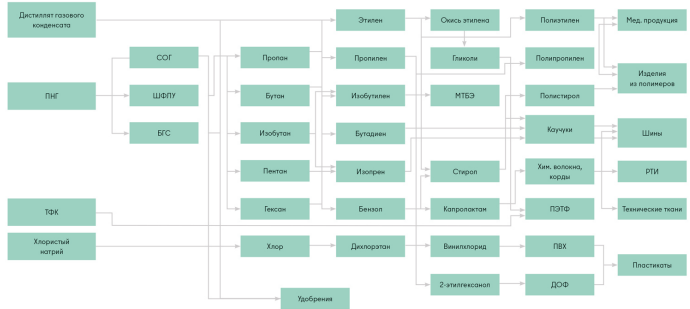 Дистиллят газового
конденсата
Этилен
Окись этилена
Полиэтилен
Мед. продукция
СОГ
Пропан
Пропилен
Гликоли
Полипропилен
Изделия
из полимеров
ПНГ
ШФПУ
Бутан
Изобутилен
МТБЭ
Полистирол
БГС
Изобутан
Бутадиен
Каучуки
Шины
Пентан
Изопрен
Стирол
Хим. волокна,
корды
РТИ
ТФК
Гексан
Бензол
Капролактам
ПЭТФ
Технические ткани
Хлористый
натрий
Хлор
Дихлорэтан
Винилхлорид
ПВХ
Пластикаты
2-этилгексанол
ДОФ
Удобрения